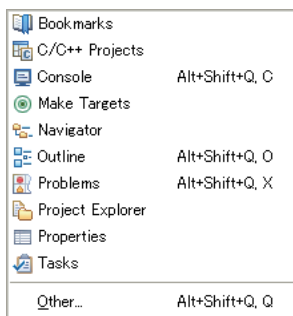 Bookmarks
C/C++ Projects
Console Alt+Shift+Q, C
Make Targets
Navigator
Outline Alt+Shift+Q, O
Problems Alt+Shift+Q, X
Project Explorer
Properties
Tasks
Other... Alt+Shift+Q, Q